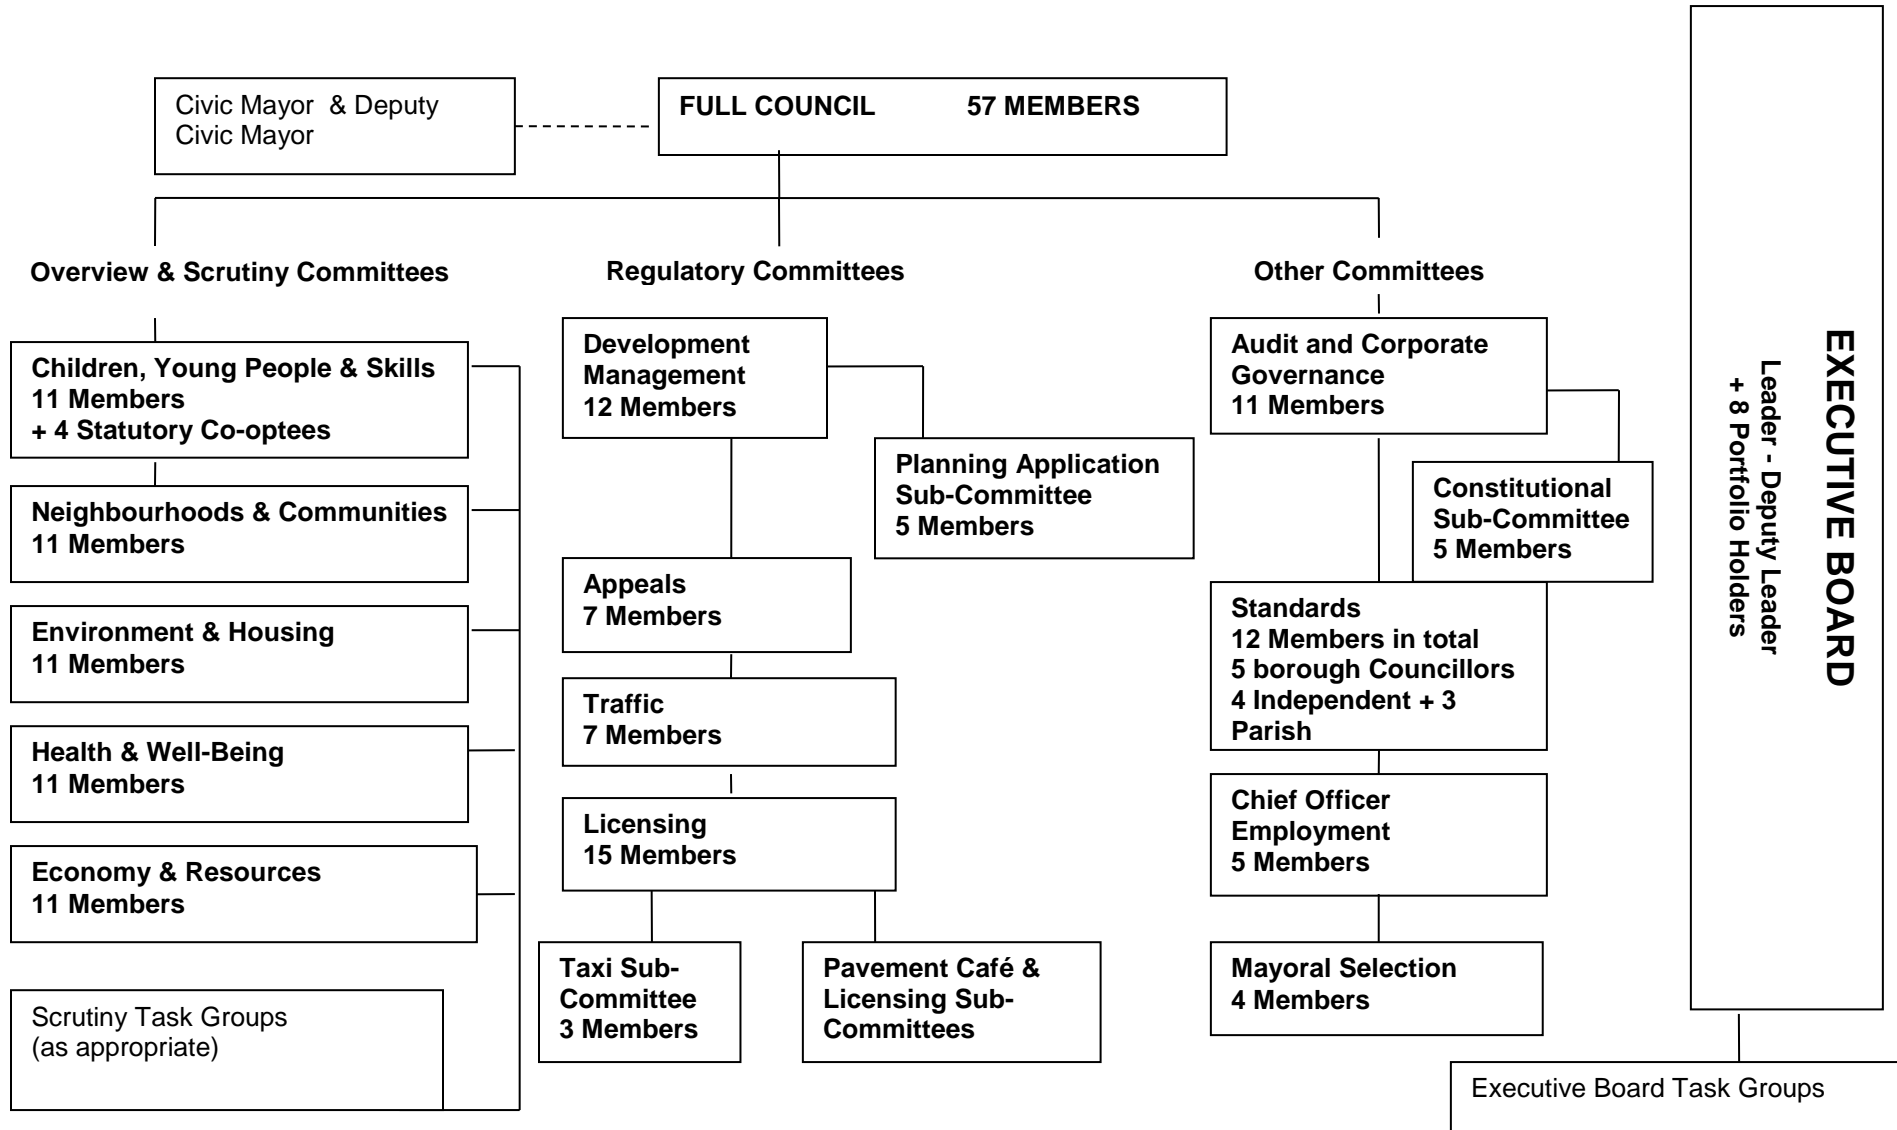 Civic Mayor & Deputy
Civic Mayor
FULL COUNCIL 57 MEMBERS
Overview & Scrutiny Committees
Children, Young People & Skills
11 Members
+ 4 Statutory Co-optees
Neighbourhoods & Communities
11 Members
Environment & Housing
11 Members
Health & Well-Being
11 Members
Economy & Resources
11 Members
Scrutiny Task Groups
(as appropriate)
Regulatory Committees
Development
Management
12 Members
Planning Application
Sub-Committee
5 Members
Appeals
7 Members
Traffic
7 Members
Licensing
15 Members
Taxi Sub-
Committee
3 Members
Pavement Café &
Licensing Sub-
Committees
Other Committees
Audit and Corporate
Governance
11 Members
Constitutional
Sub-Committee
5 Members
Standards
12 Members in total
5 borough Councillors
4 Independent + 3
Parish
Chief Officer
Employment
5 Members
Mayoral Selection
4 Members
EXECUTIVE BOARD
Leader - Deputy Leader
+ 8 Portfolio Holders
Executive Board Task Groups